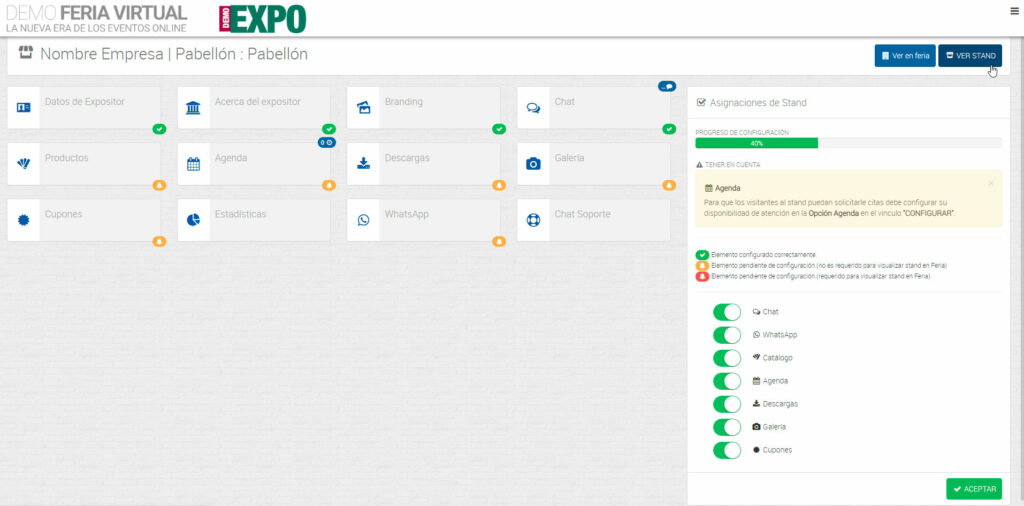 DEMO FERIA VIRTUAL
LA NUEVA ERA DE LOS EVENTOS ONLINE
DEMO EXPO
Nombre Empresa | Pabellón : Pabellón
Ver en feria
VER STAND
Datos de Expositor
Acerca del expositor
Branding
Chat
Productos
Agenda
0
Descargas
Galería
Cupones
Estadísticas
WhatsApp
Chat Soporte
Asignaciones de Stand
PROGRESO DE CONFIGURACIÓN
40%
TENER EN CUENTA
Agenda
×
Para que los visitantes al stand puedan solicitarle citas debe configurar su
disponibilidad de atención en la Opción Agenda en el vinculo "CONFIGURAR".
Elemento configurado correctamente.
Elemento pendiente de configuración.(no es requerido para visualizar stand en Feria)
Elemento pendiente de configuración.(requerido para visualizar stand en Feria)
Chat
WhatsApp
Catálogo
Agenda
Descargas
Galería
Cupones
ACEPTAR